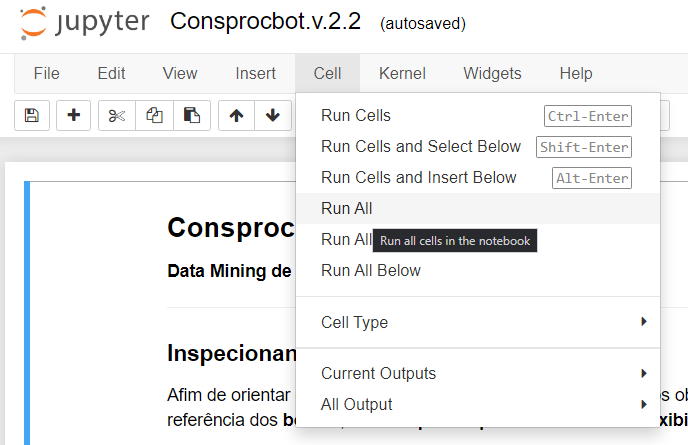 jupyter Consprocbot.v.2.2 (autosaved)
File Edit View Insert Cell Kernel Widgets Help
Run Cells Ctrl-Enter
Run Cells and Select Below Shift-Enter
Run Cells and Insert Below Alt-Enter
Run All
Run All
Run all cells in the notebook
Run All Below
Cell Type
Current Outputs
All Output
Consproc
Data Mining de
Inspecionan
Afim de orientar
referência dos